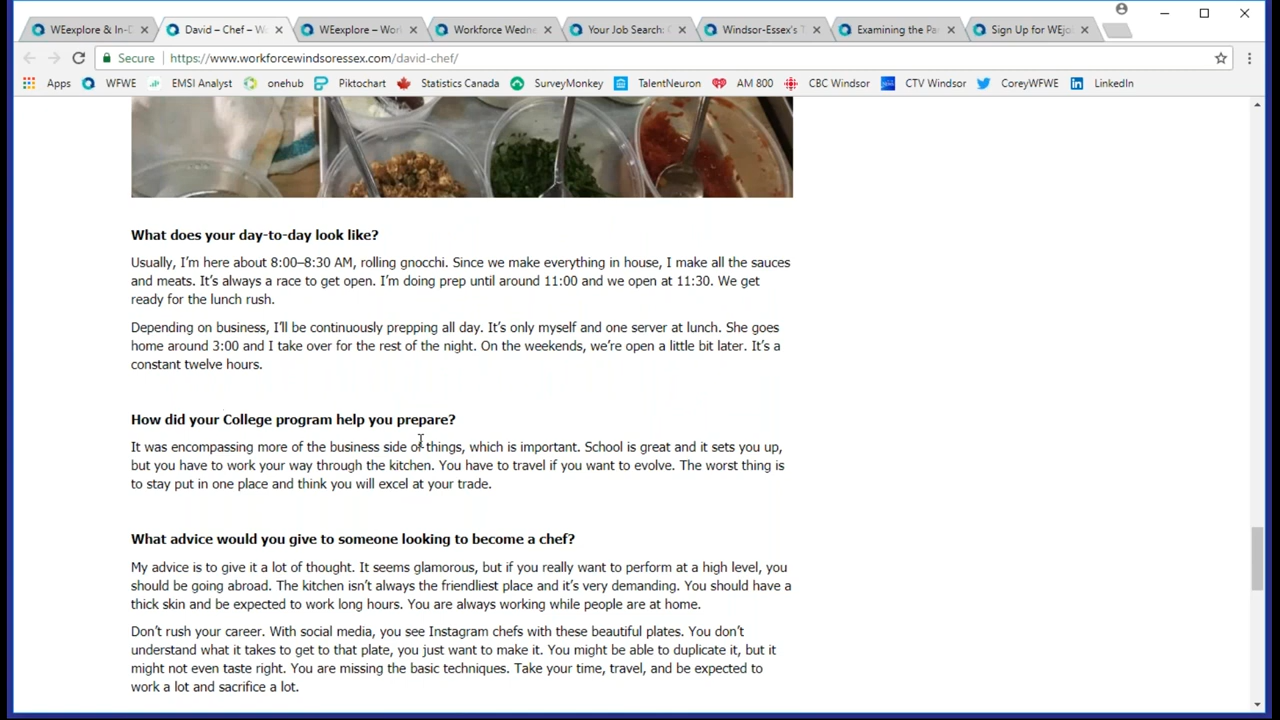 WEexplore & In-D
David – Chef – W
WEexplore – Wor
Workforce Wedne
Your Job Search:
Windsor-Essex's T
Examining the Pa
Sign Up for WEjo
Secure
https://www.workforcewindsoressex.com/david-chef/
Apps
WFWE
EMSI Analyst
onehub
Piktochart
Statistics Canada
SurveyMonkey
TalentNeuron
AM 800
CBC Windsor
CTV Windsor
CoreyWFWE
LinkedIn
What does your day-to-day look like?
Usually, I'm here about 8:00–8:30 AM, rolling gnocchi. Since we make everything in house, I make all the sauces
and meats. It's always a race to get open. I'm doing prep until around 11:00 and we open at 11:30. We get
ready for the lunch rush.
Depending on business, I'll be continuously prepping all day. It's only myself and one server at lunch. She goes
home around 3:00 and I take over for the rest of the night. On the weekends, we're open a little bit later. It's a
constant twelve hours.
How did your College program help you prepare?
It was encompassing more of the business side of things, which is important. School is great and it sets you up,
but you have to work your way through the kitchen. You have to travel if you want to evolve. The worst thing is
to stay put in one place and think you will excel at your trade.
What advice would you give to someone looking to become a chef?
My advice is to give it a lot of thought. It seems glamorous, but if you really want to perform at a high level, you
should be going abroad. The kitchen isn't always the friendliest place and it's very demanding. You should have a
thick skin and be expected to work long hours. You are always working while people are at home.
Don't rush your career. With social media, you see Instagram chefs with these beautiful plates. You don't
understand what it takes to get to that plate, you just want to make it. You might be able to duplicate it, but it
might not even taste right. You are missing the basic techniques. Take your time, travel, and be expected to
work a lot and sacrifice a lot.